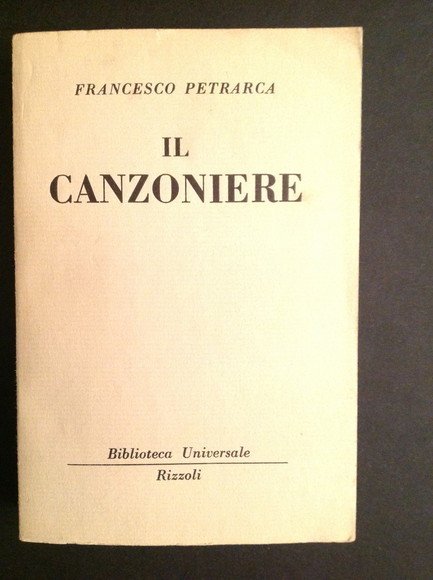 FRANCESCO PETRARCA
IL
CANZONIERE
Biblioteca Universale
Rizzoli